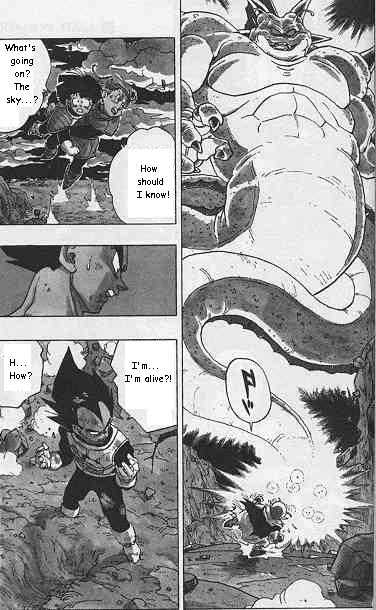 What's
going
on?
The
sky...?
How
should
I know!
H...
How?
I'm...
I'm alive?!